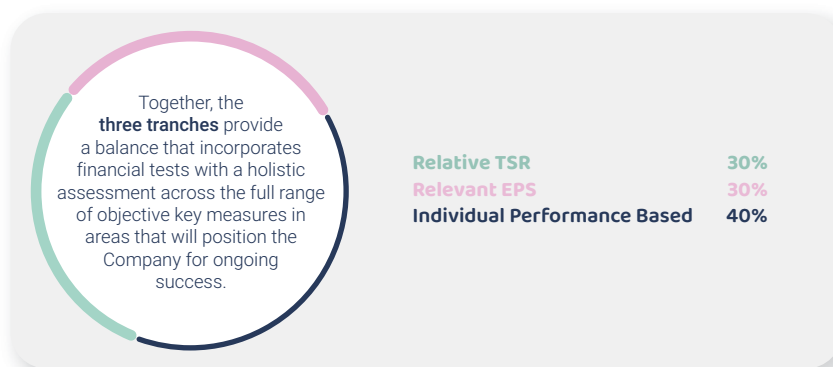 Together, the
three tranches provide
a balance that incorporates
financial tests with a holistic
assessment across the full range
of objective key measures in
areas that will position the
Company for ongoing
success.
Relative TSR 30%
Relevant EPS 30%
Individual Performance Based 40%